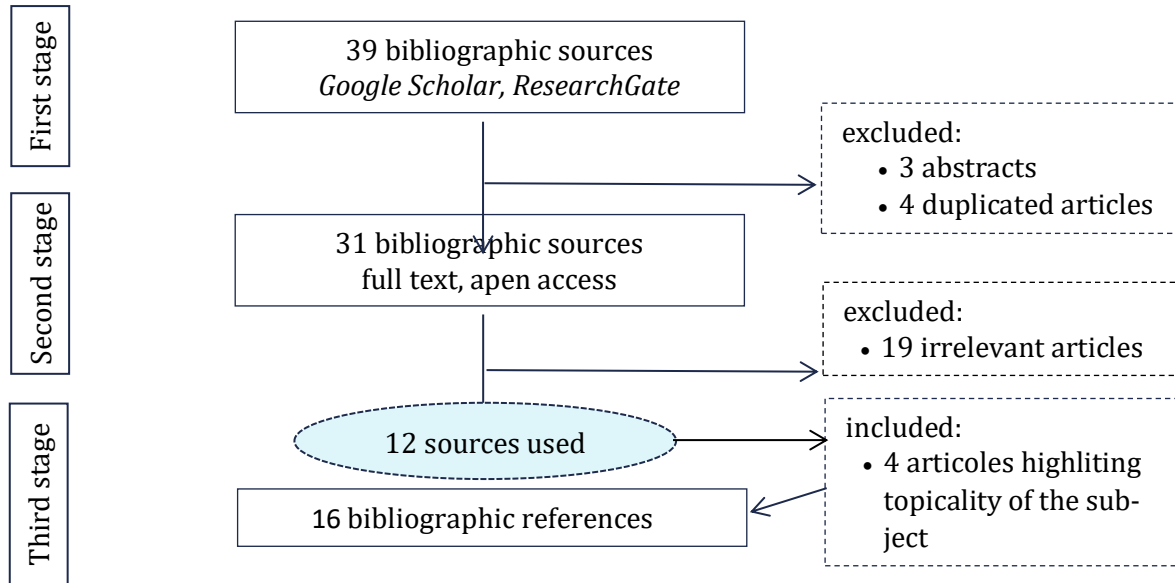 First stage
39 bibliographic sources
Google Scholar, ResearchGate
excluded:
• 3 abstracts
• 4 duplicated articles
Second stage
31 bibliographic sources
full text, apen access
excluded:
• 19 irrelevant articles
Third stage
12 sources used
included:
• 4 articoles highliting
topicality of the sub-
ject
16 bibliographic references